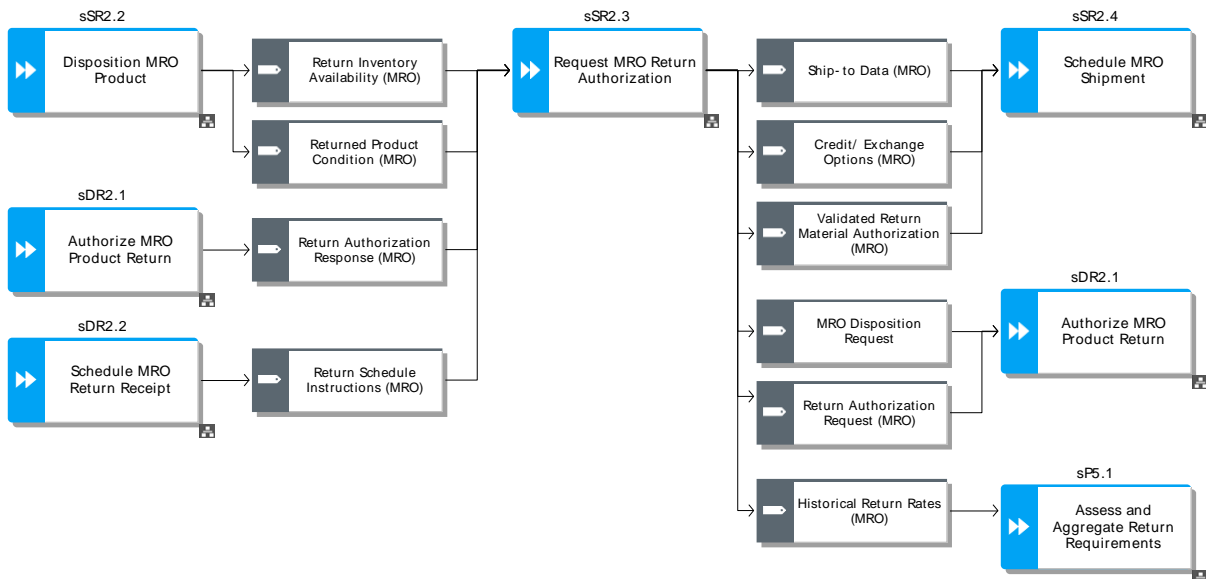 sSR2.2
Disposition MRO
Product
Return Inventory
Availability (MRO)
Returned Product
Condition (MRO)
sDR2.1
Authorize MRO
Product Return
Return Authorization
Response (MRO)
sDR2.2
Schedule MRO
Return Receipt
Return Schedule
Instructions (MRO)
sSR2.3
Request MRO Return
Authorization
Ship- to Data (MRO)
Credit/ Exchange
Options (MRO)
Validated Return
Material Authorization
(MRO)
sSR2.4
Schedule MRO
Shipment
MRO Disposition
Request
Return Authorization
Request (MRO)
sDR2.1
Authorize MRO
Product Return
Historical Return Rates
(MRO)
sP5.1
Assess and
Aggregate Return
Requirements